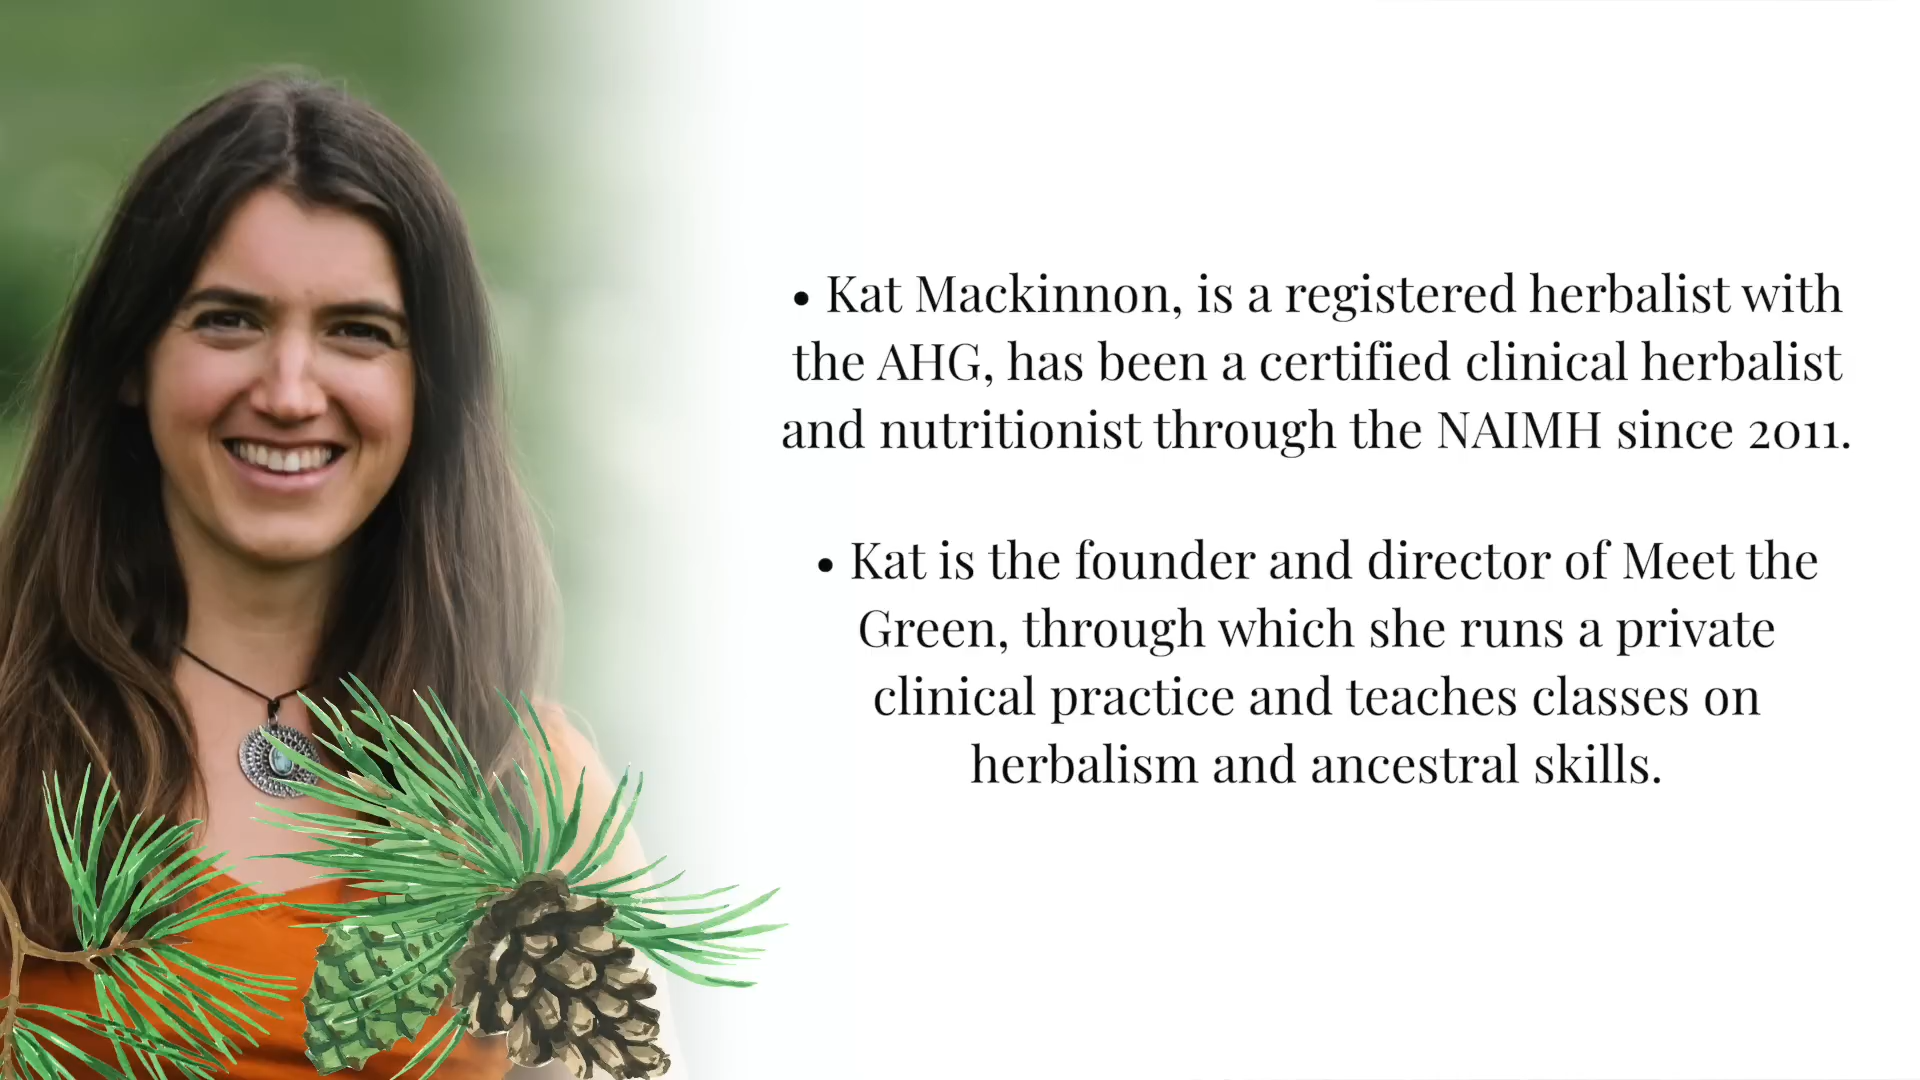 • Kat Mackinnon, is a registered herbalist with
the AHG, has been a certified clinical herbalist
and nutritionist through the NAIMH since 2011.
• Kat is the founder and director of Meet the
Green, through which she runs a private
clinical practice and teaches classes on
herbalism and ancestral skills.